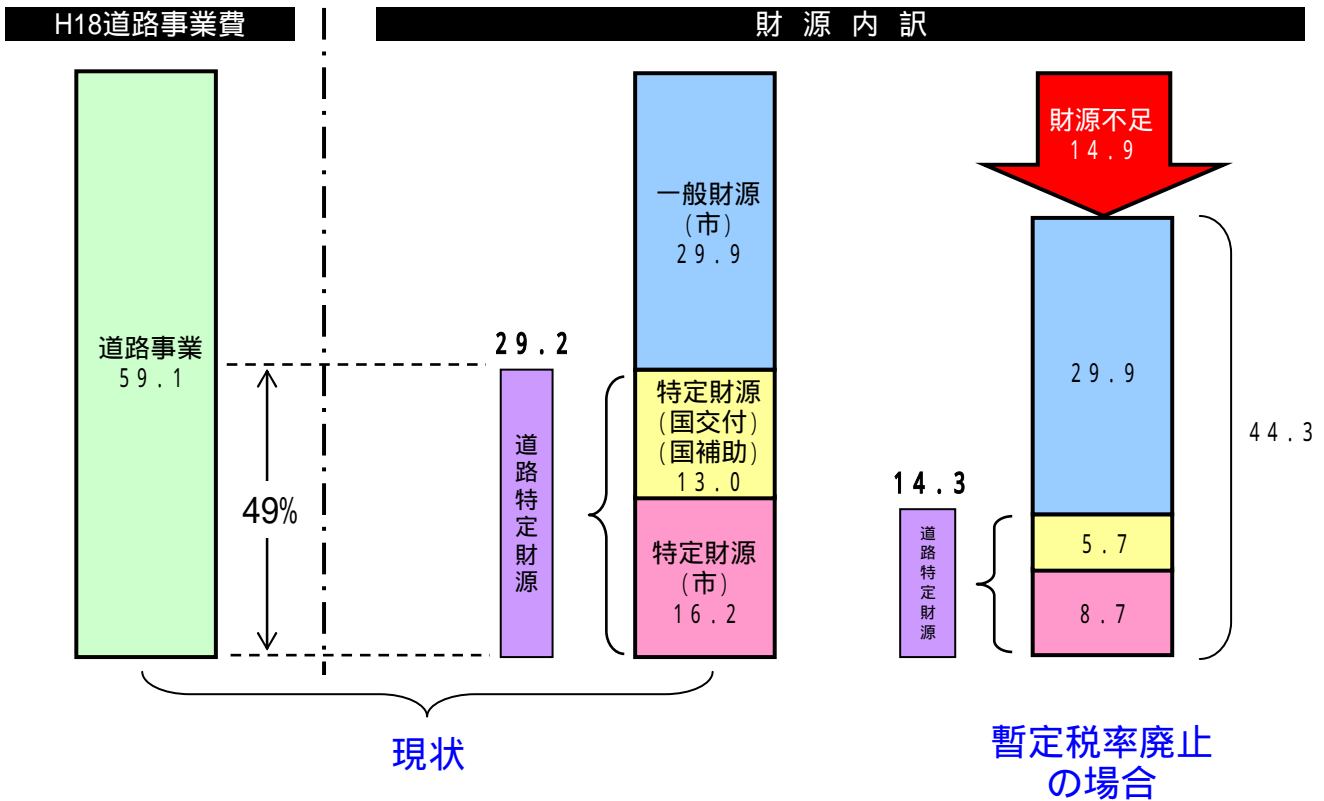 H18道路事業費
財源内訳
道路事業
59.1
49%
29.2
道路特定財源
一般財源
(市)
29.9
特定財源
(国交付)
(国補助)
13.0
特定財源
(市)
16.2
現状
財源不足
14.9
29.9
5.7
8.7
14.3
道路特定財源
44.3
暫定税率廃止
の場合